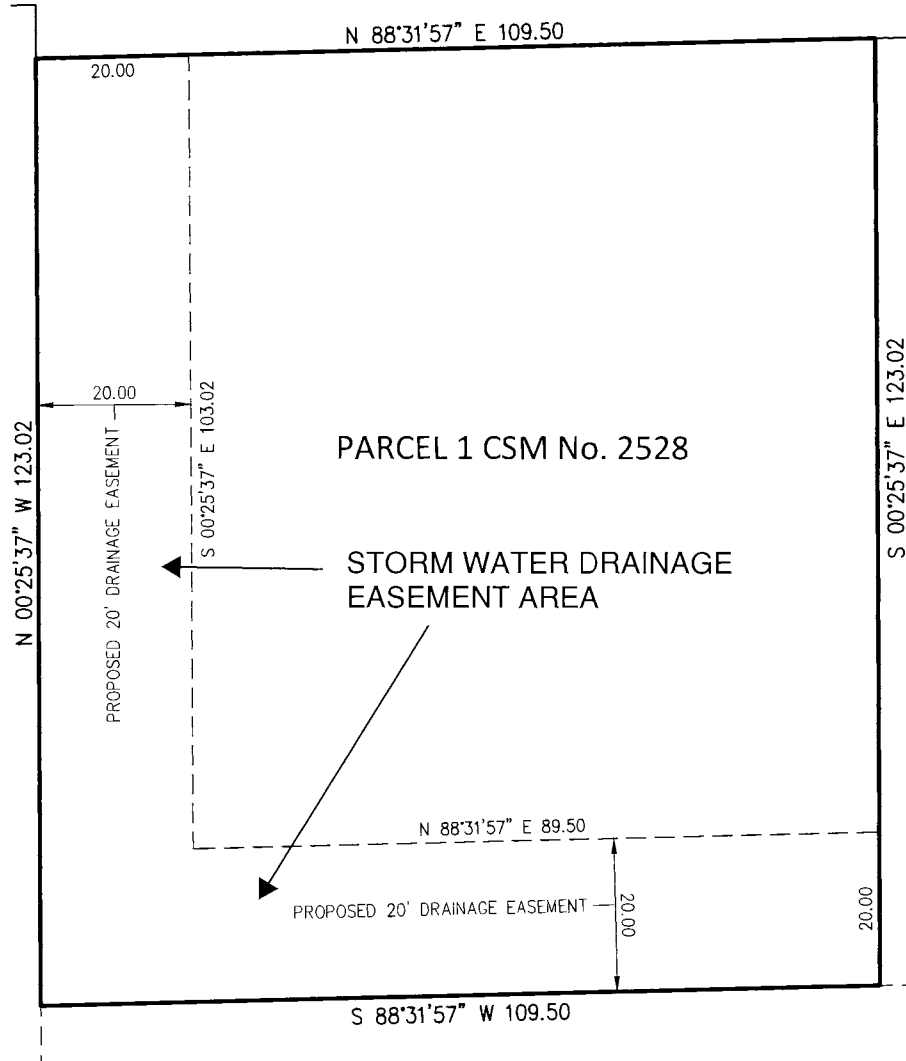 N 88°31'57" E 109.50
20.00
20.00
N 00°25'37" W 123.02
PROPOSED 20' DRAINAGE EASEMENT
S 00°25'37" E 103.02
S 00°25'37" E 123.02
PARCEL 1 CSM No. 2528
STORM WATER DRAINAGE
EASEMENT AREA
N 88°31'57" E 89.50
PROPOSED 20' DRAINAGE EASEMENT
20.00
20.00
S 88°31'57" W 109.50